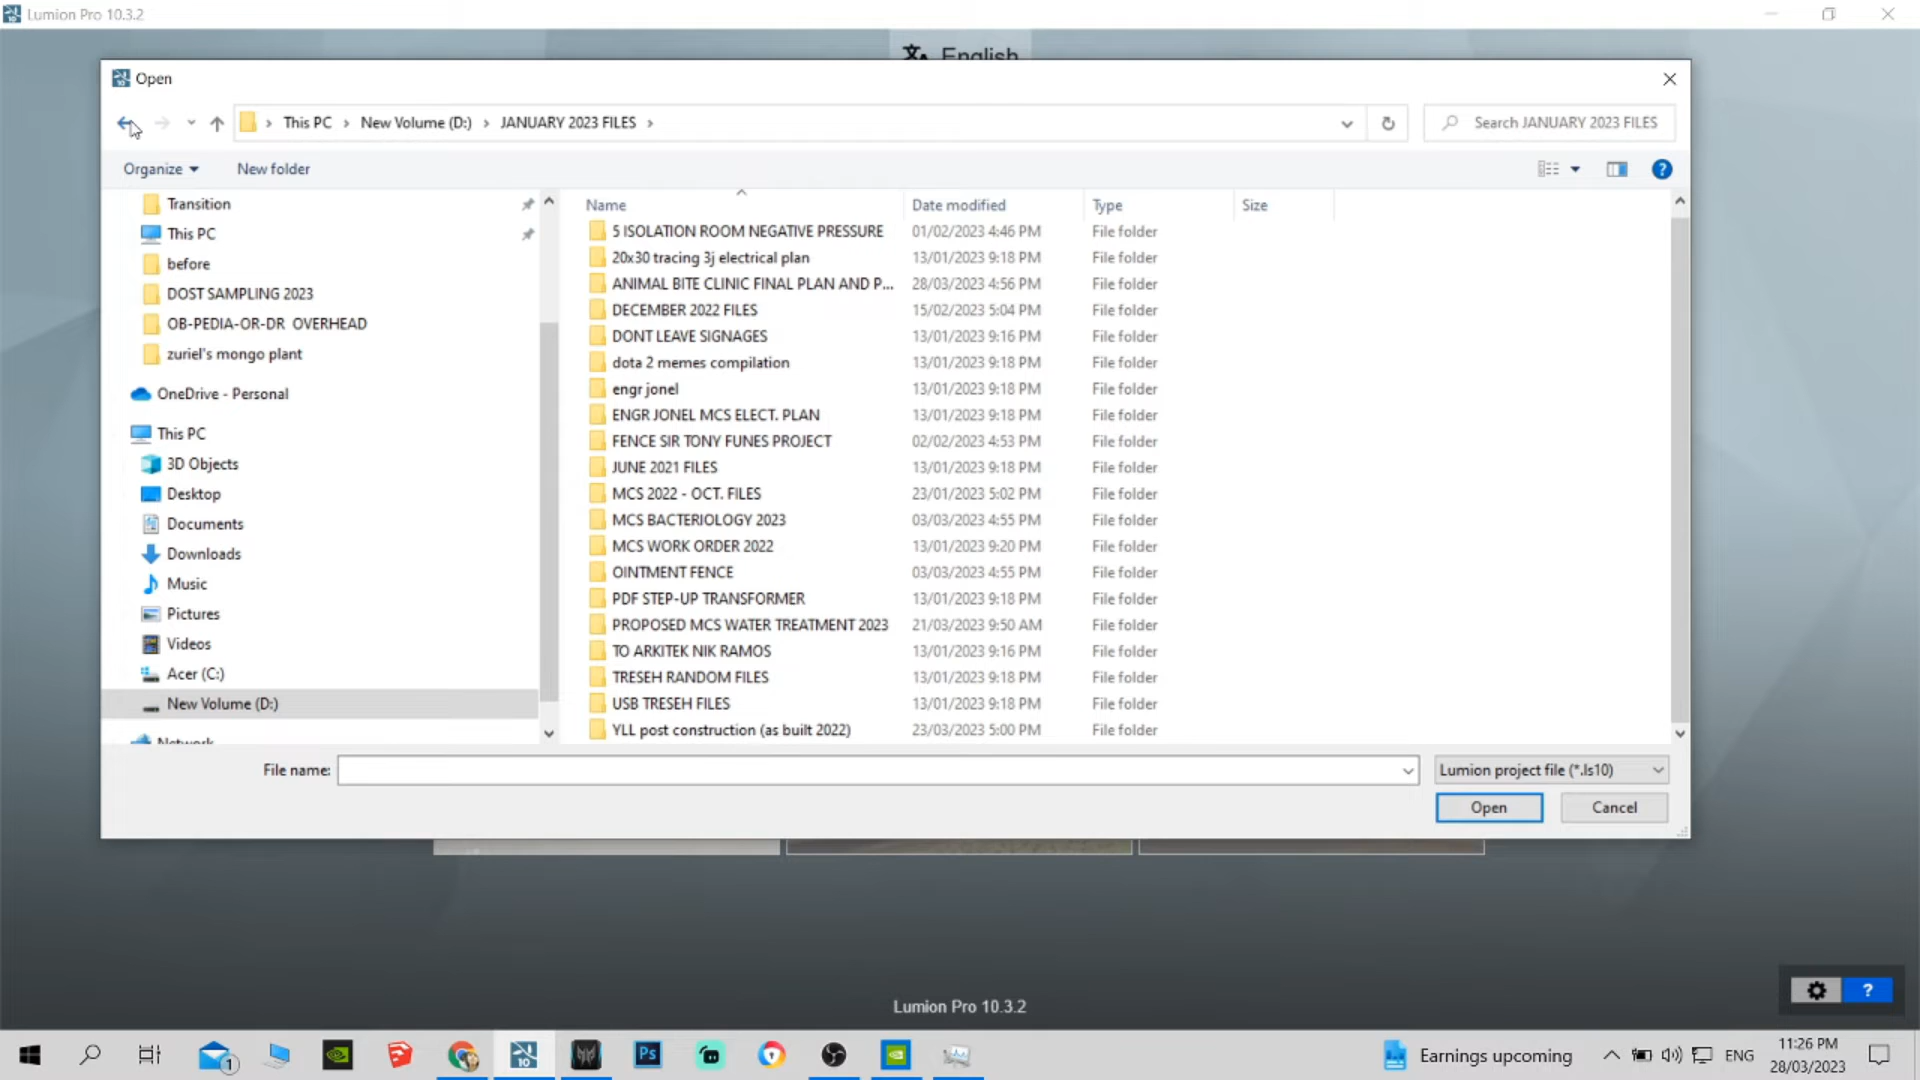 Lumion Pro 10.3.2
English
Open
This PC New Volume (D:) JANUARY 2023 FILES
Search JANUARY 2023 FILES
Organize New folder
Transition
This PC
before
DOST SAMPLING 2023
OB-PEDIA-OR-DR OVERHEAD
zuriel's mongo plant
OneDrive - Personal
This PC
3D Objects
Desktop
Documents
Downloads
Music
Pictures
Videos
Acer (C:)
New Volume (D:)
Network
Name Date modified Type Size
5 ISOLATION ROOM NEGATIVE PRESSURE 01/02/2023 4:46 PM File folder
20x30 tracing 3j electrical plan 13/01/2023 9:18 PM File folder
ANIMAL BITE CLINIC FINAL PLAN AND P... 28/03/2023 4:56 PM File folder
DECEMBER 2022 FILES 15/02/2023 5:04 PM File folder
DONT LEAVE SIGNAGES 13/01/2023 9:16 PM File folder
dota 2 memes compilation 13/01/2023 9:18 PM File folder
engr jonel 13/01/2023 9:18 PM File folder
ENGR JONEL MCS ELECT. PLAN 13/01/2023 9:18 PM File folder
FENCE SIR TONY FUNES PROJECT 02/02/2023 4:53 PM File folder
JUNE 2021 FILES 13/01/2023 9:18 PM File folder
MCS 2022 - OCT. FILES 23/01/2023 5:02 PM File folder
MCS BACTERIOLOGY 2023 03/03/2023 4:55 PM File folder
MCS WORK ORDER 2022 13/01/2023 9:20 PM File folder
OINTMENT FENCE 03/03/2023 4:55 PM File folder
PDF STEP-UP TRANSFORMER 13/01/2023 9:18 PM File folder
PROPOSED MCS WATER TREATMENT 2023 21/03/2023 9:50 AM File folder
TO ARKITEK NIK RAMOS 13/01/2023 9:16 PM File folder
TRESEH RANDOM FILES 13/01/2023 9:18 PM File folder
USB TRESEH FILES 13/01/2023 9:18 PM File folder
YLL post construction (as built 2022) 23/03/2023 5:00 PM File folder
File name: Lumion project file (*.ls10)
Open Cancel
?
Lumion Pro 10.3.2
1
10
Ps
Earnings upcoming
ENG
11:26 PM
28/03/2023